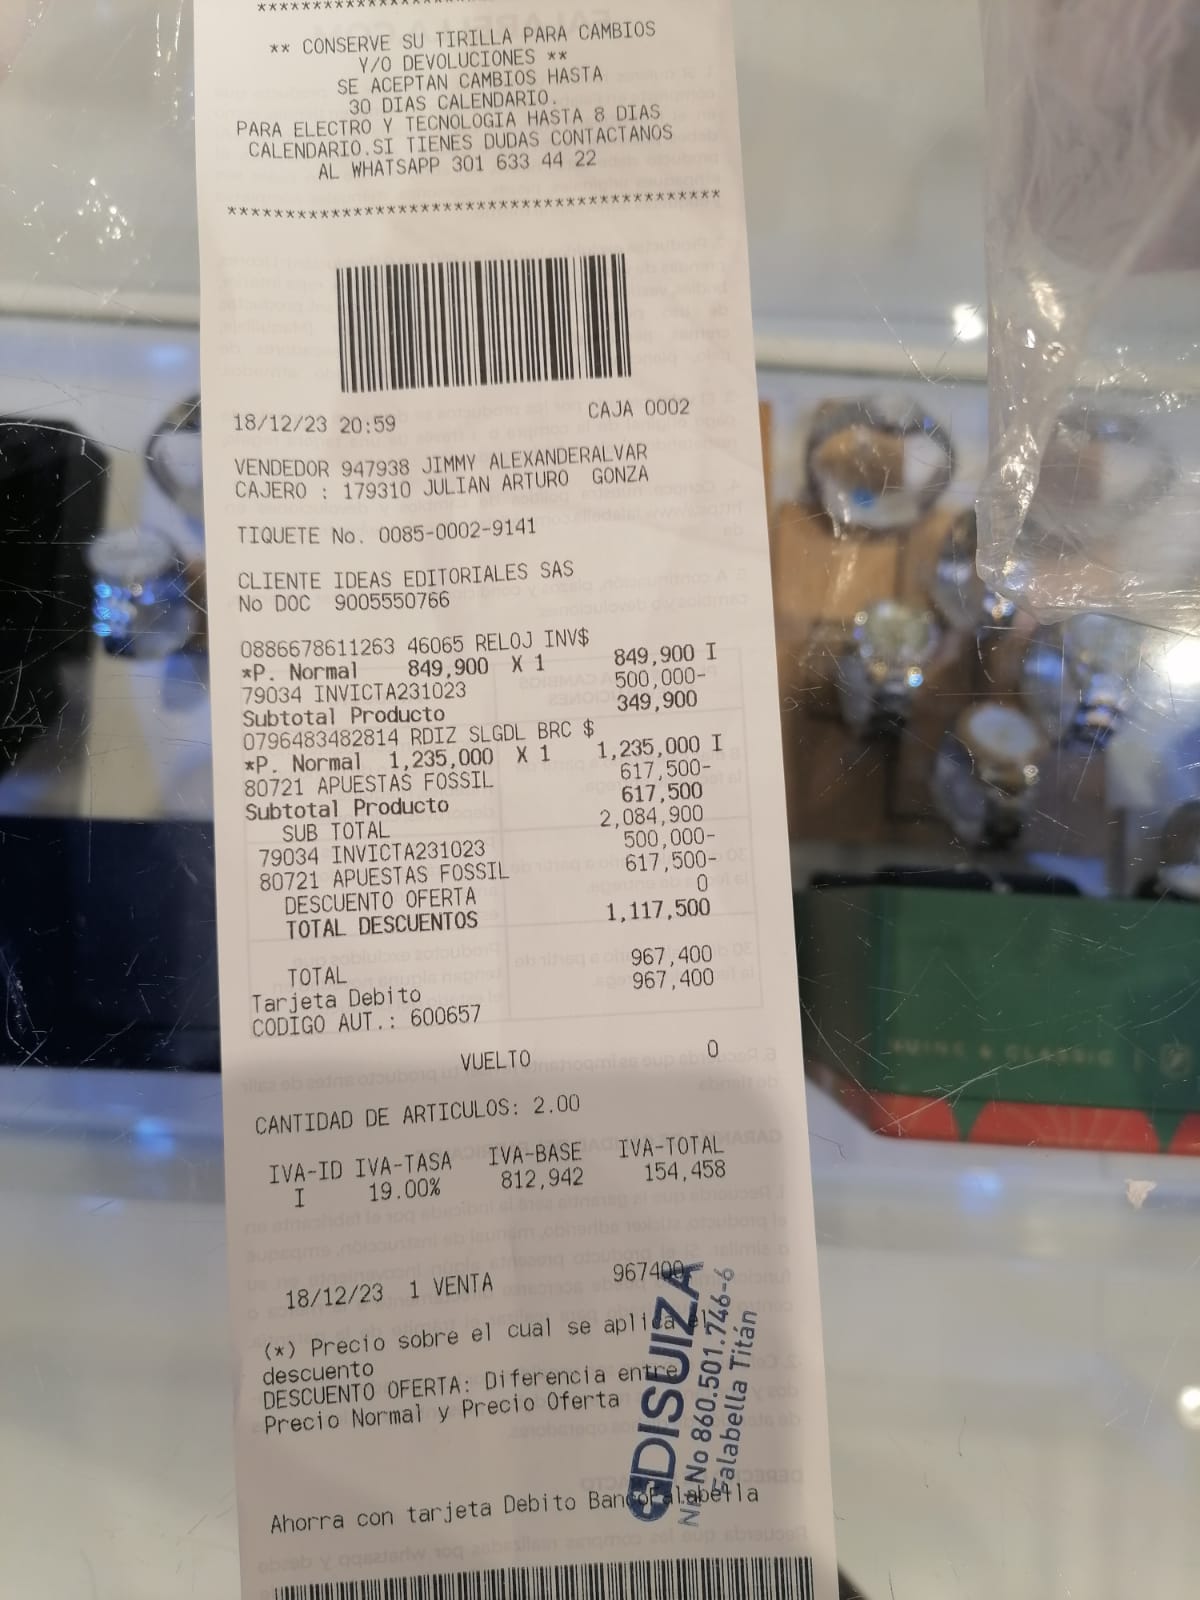 ** CONSERVE SU TIRILLA PARA CAMBIOS
Y/O DEVOLUCIONES **
SE ACEPTAN CAMBIOS HASTA
30 DIAS CALENDARIO.
PARA ELECTRO Y TECNOLOGIA HASTA 8 DIAS
CALENDARIO.SI TIENES DUDAS CONTACTANOS
AL WHATSAPP 301 633 44 22
******************************************
18/12/23 20:59 CAJA 0002
VENDEDOR 947938 JIMMY ALEXANDERALVAR
CAJERO : 179310 JULIAN ARTURO GONZA
TIQUETE No. 0085-0002-9141
CLIENTE IDEAS EDITORIALES SAS
No DOC 9005550766
0886678611263 46065 RELOJ INV$
*P. Normal 849,900 X 1 849,900 I
79034 INVICTA231023 500,000-
Subtotal Producto 349,900
0796483482814 RDIZ SLGDL BRC $
*P. Normal 1,235,000 X 1 1,235,000 I
80721 APUESTAS FOSSIL 617,500-
Subtotal Producto 617,500
SUB TOTAL 2,084,900
79034 INVICTA231023 500,000-
80721 APUESTAS FOSSIL 617,500-
DESCUENTO OFERTA 0
TOTAL DESCUENTOS 1,117,500
TOTAL 967,400
Tarjeta Debito 967,400
CODIGO AUT.: 600657
VUELTO 0
CANTIDAD DE ARTICULOS: 2.00
IVA-ID IVA-TASA IVA-BASE IVA-TOTAL
I 19.00% 812,942 154,458
18/12/23 1 VENTA 967400
(*) Precio sobre el cual se aplica el
descuento
DESCUENTO OFERTA: Diferencia entre
Precio Normal y Precio Oferta
Ahorra con tarjeta Debito BancoFalabella
DISUIZA
Nit No 860.501.746-6
Falabella Titán